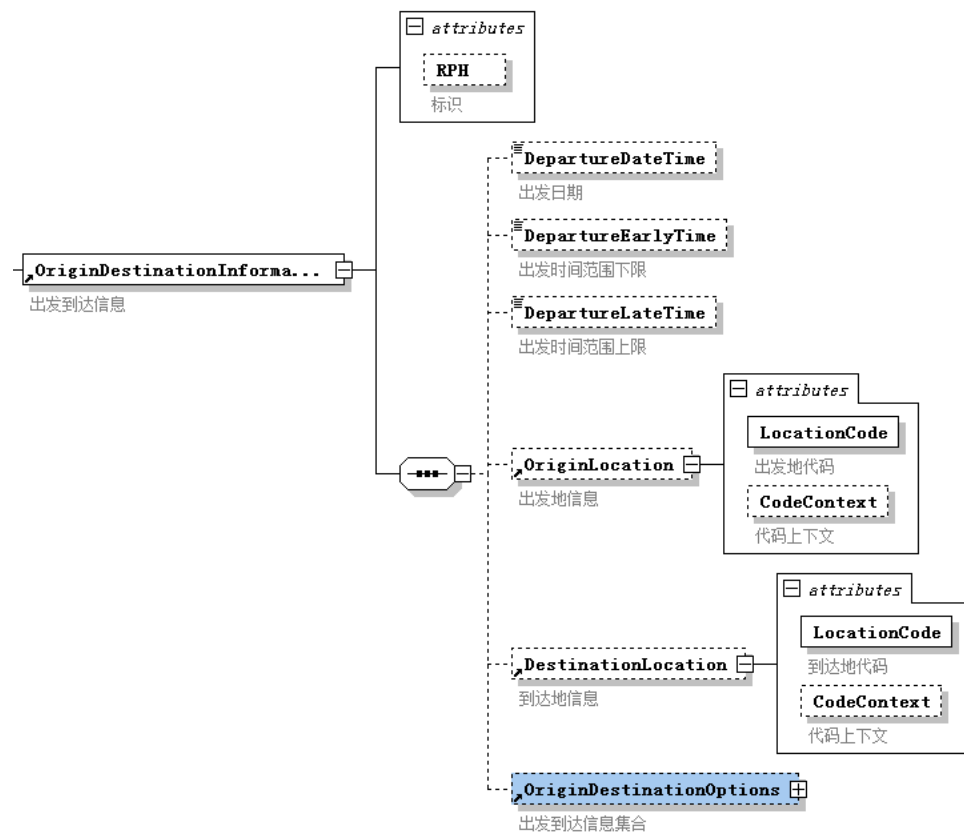 attributes
RPH
标识
DepartureDateTime
出发日期
DepartureEarlyTime
出发时间范围下限
OriginDestinationInforma...
出发到达信息
DepartureLateTime
出发时间范围上限
attributes
LocationCode
出发地代码
OriginLocation
出发地信息
CodeContext
代码上下文
attributes
LocationCode
到达地代码
DestinationLocation
到达地信息
CodeContext
代码上下文
OriginDestinationOptions
出发到达信息集合